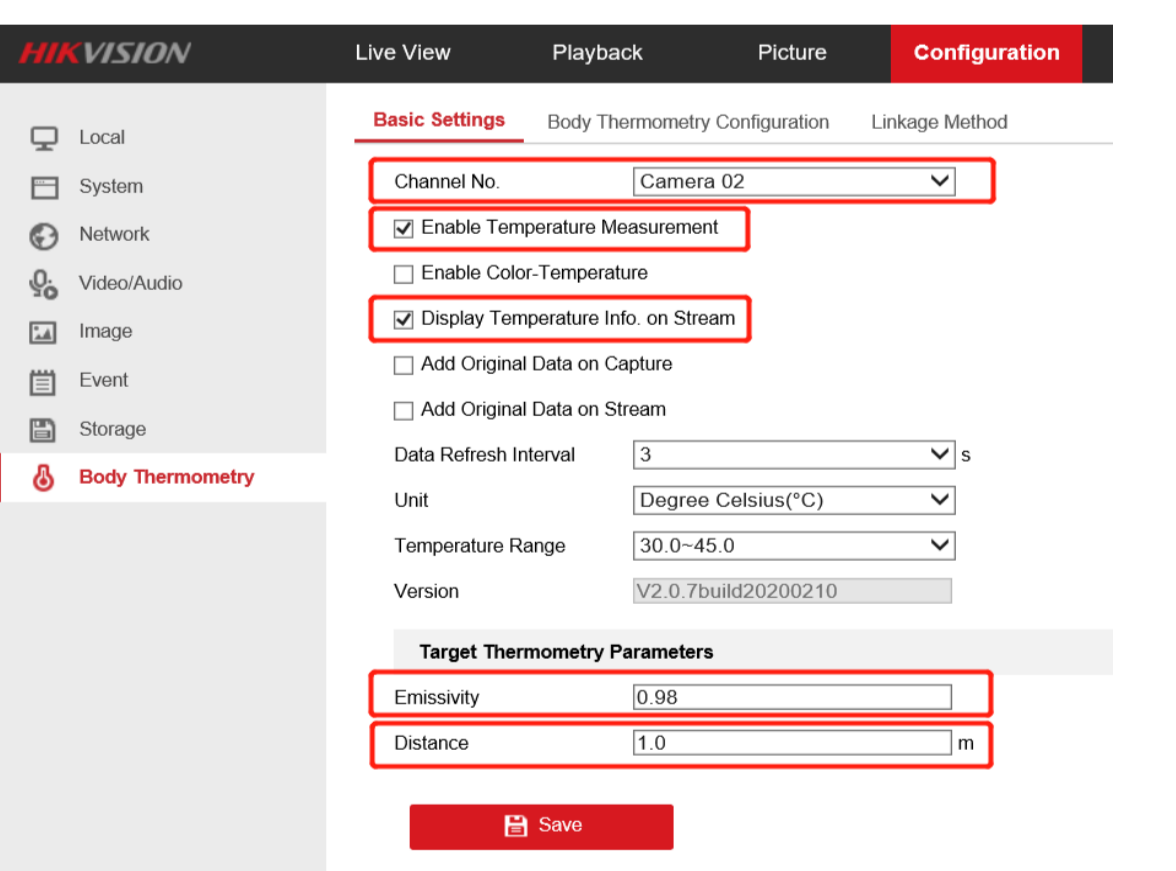 HIKVISION Live View Playback Picture Configuration
Local
System
Network
Video/Audio
Image
Event
Storage
Body Thermometry
Basic Settings Body Thermometry Configuration Linkage Method
Channel No. Camera 02
Enable Temperature Measurement
Enable Color-Temperature
Display Temperature Info. on Stream
Add Original Data on Capture
Add Original Data on Stream
Data Refresh Interval 3 s
Unit Degree Celsius(°C)
Temperature Range 30.0~45.0
Version V2.0.7build20200210
Target Thermometry Parameters
Emissivity 0.98
Distance 1.0 m
Save